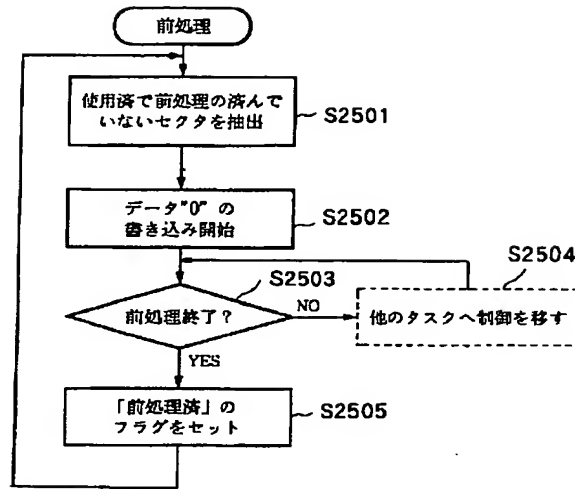 前処理
使用済で前処理の済んで
いないセクタを抽出
S2501
データ"0"の
書き込み開始
S2502
S2503
S2504
前処理終了?
NO
他のタスクへ制御を移す
YES
「前処理済」の
フラグをセット
S2505